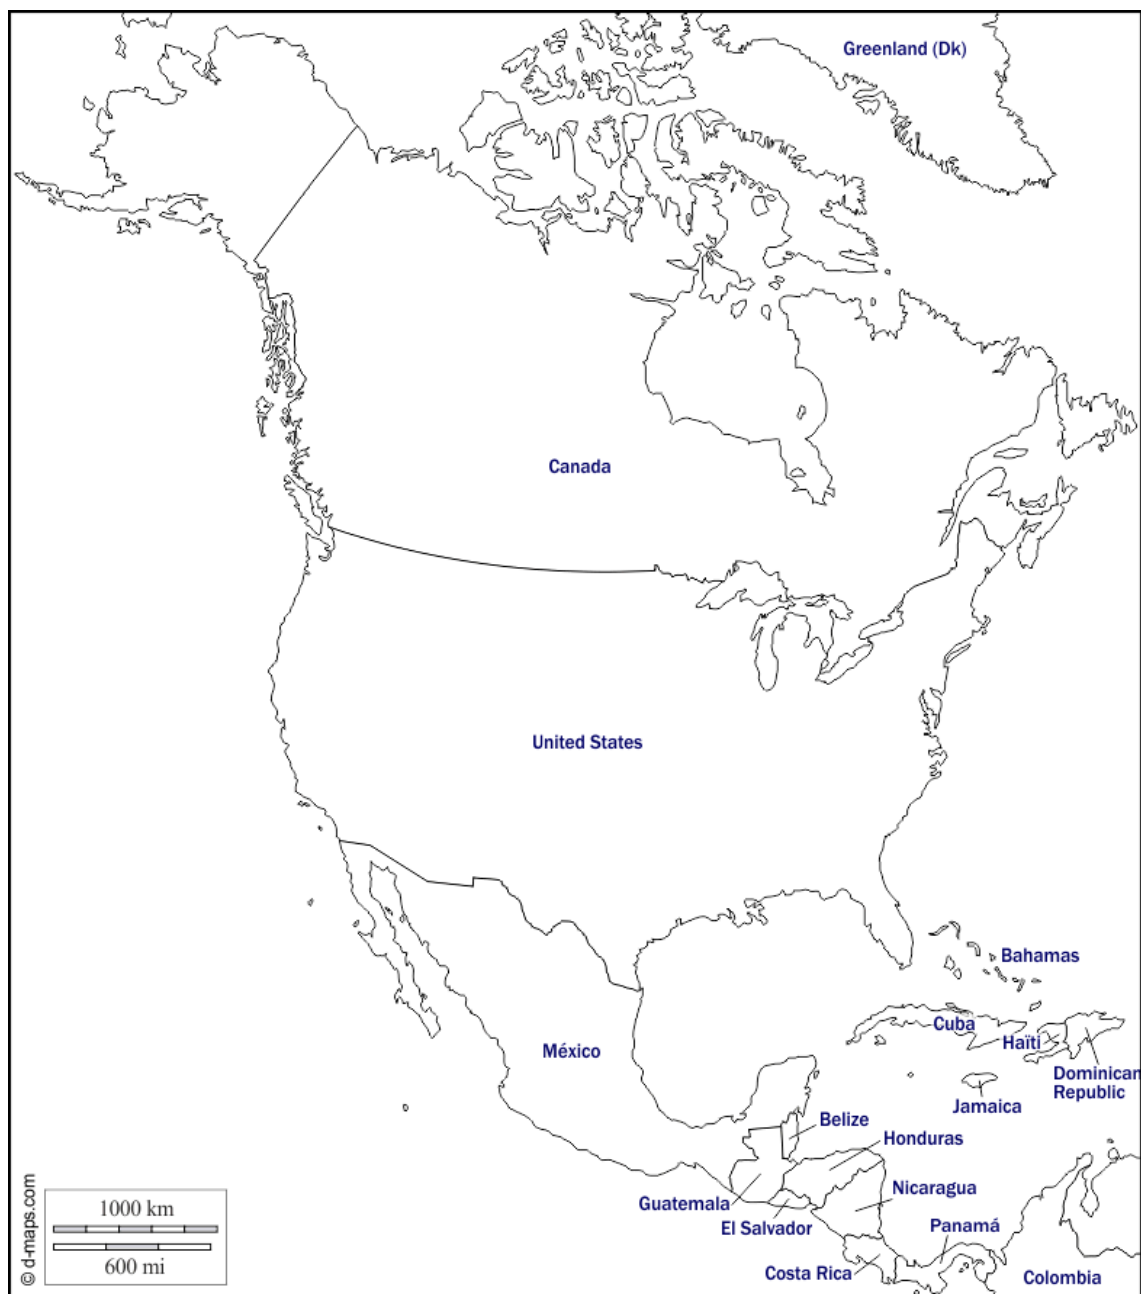 Greenland (Dk)
Canada
United States
Bahamas
Cuba
Haïti
México
Dominican
Republic
Jamaica
Belize
Honduras
Nicaragua
Guatemala
El Salvador
Panamá
Costa Rica
Colombia
1000 km
600 mi
© d-maps.com